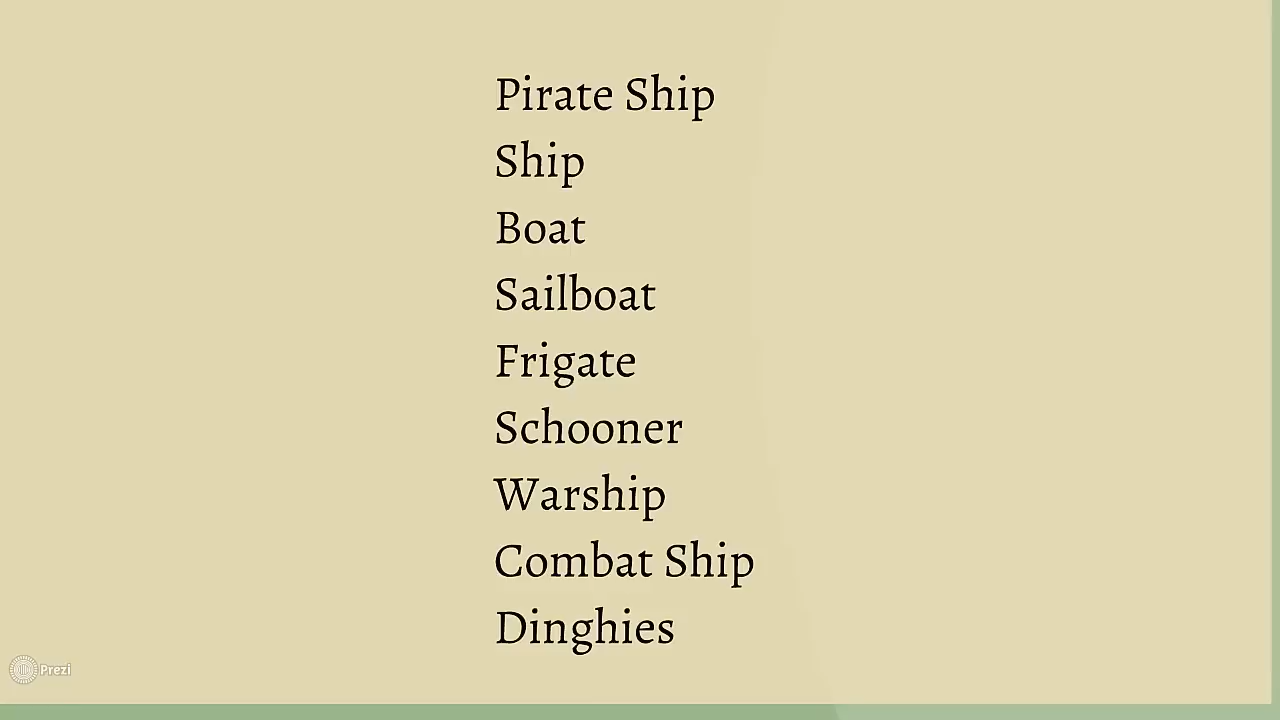 Pirate Ship
Ship
Boat
Sailboat
Frigate
Schooner
Warship
Combat Ship
Dinghies
Prezi